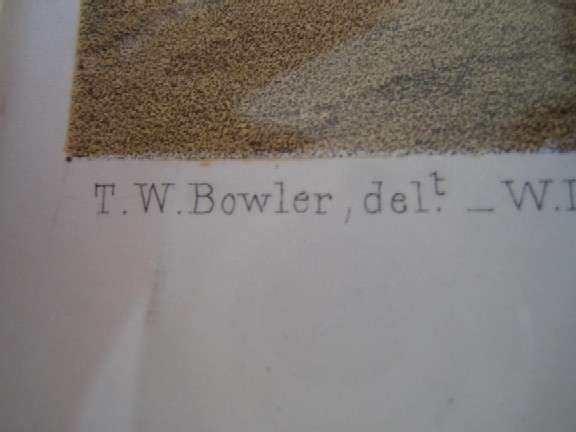 T.W. Bowler, delt. — W.